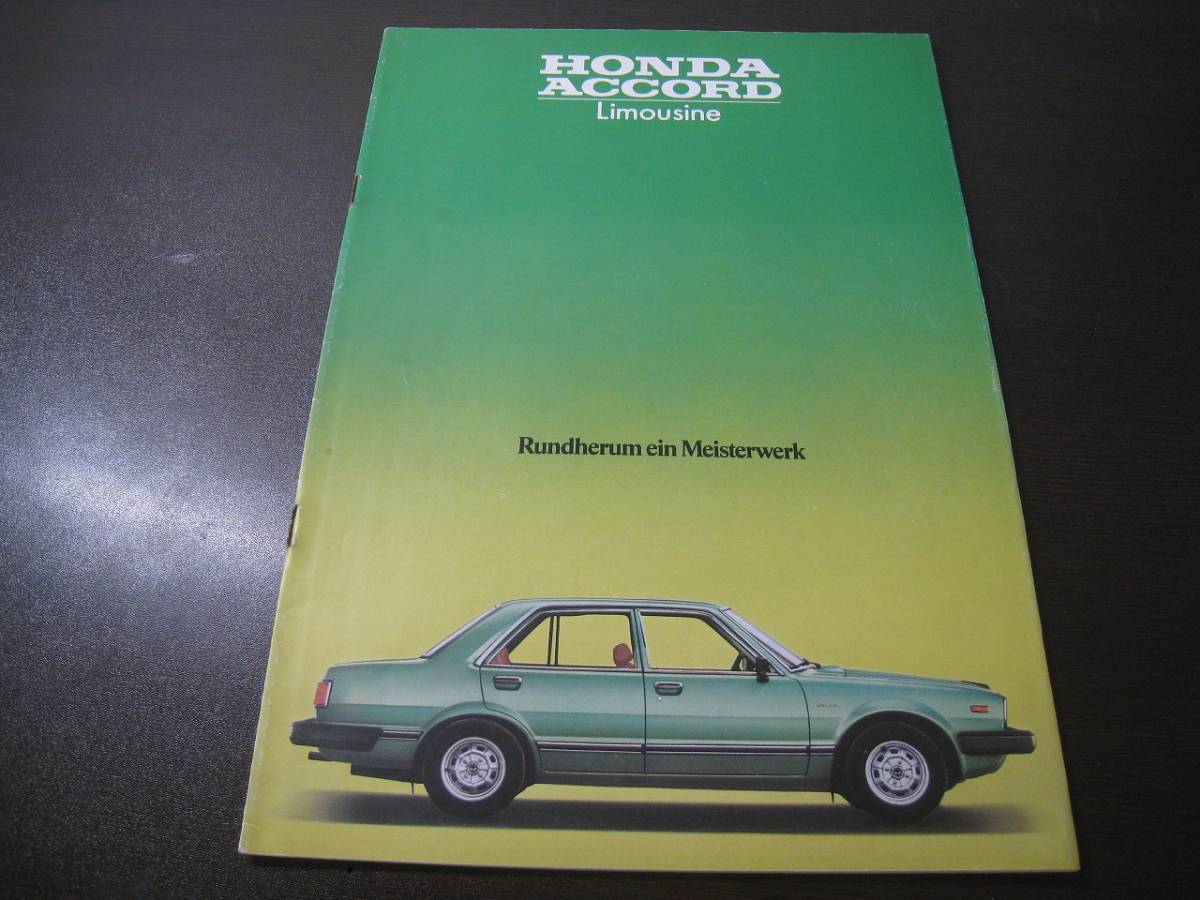 HONDA
ACCORD
Limousine
Rundherum ein Meisterwerk